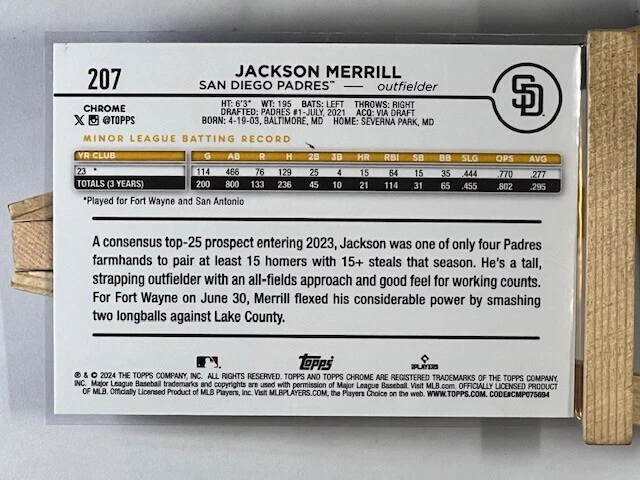 207
JACKSON MERRILL
SAN DIEGO PADRES™ — outfielder
SD
CHROME
X @TOPPS
HT: 6'3" WT: 195 BATS: LEFT THROWS: RIGHT
DRAFTED: PADRES #1-JULY, 2021 ACQ: VIA DRAFT
BORN: 4-19-03, BALTIMORE, MD HOME: SEVERNA PARK, MD
MINOR LEAGUE BATTING RECORD
YR CLUB G AB R H 2B 3B HR RBI SB BB SLG OPS AVG
23 * 114 466 76 129 25 4 15 64 15 35 .444 .770 .277
TOTALS (3 YEARS) 200 800 133 236 45 10 21 114 31 65 .455 .802 .295
*Played for Fort Wayne and San Antonio
A consensus top-25 prospect entering 2023, Jackson was one of only four Padres
farmhands to pair at least 15 homers with 15+ steals that season. He's a tall,
strapping outfielder with an all-fields approach and good feel for working counts.
For Fort Wayne on June 30, Merrill flexed his considerable power by smashing
two longballs against Lake County.
Topps
PLAYERS
® & © 2024 THE TOPPS COMPANY, INC. ALL RIGHTS RESERVED. TOPPS AND TOPPS CHROME ARE REGISTERED TRADEMARKS OF THE TOPPS COMPANY,
INC. Major League Baseball trademarks and copyrights are used with permission of Major League Baseball. Visit MLB.com. OFFICIALLY LICENSED PRODUCT
OF MLB. Officially Licensed Product of MLB Players, Inc. Visit MLBPLAYERS.COM, the Players Choice on the web. WWW.TOPPS.COM. CODE#CMP075694